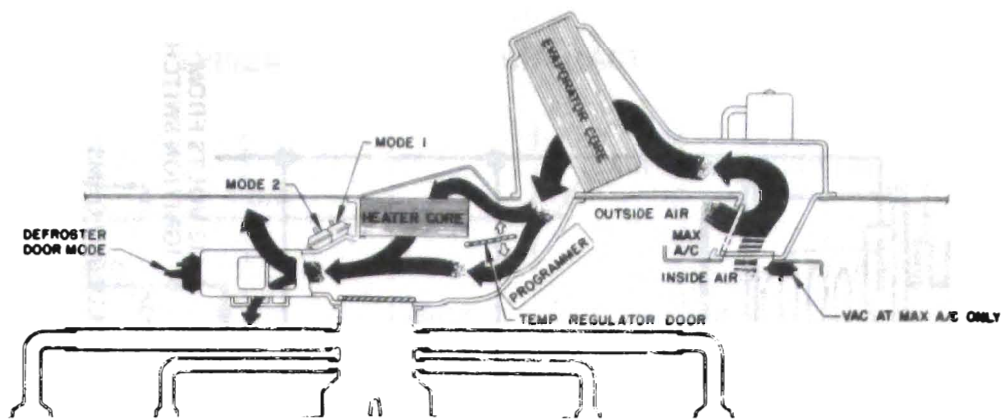 EVAPORATOR CORE
MODE 1
MODE 2
HEATER CORE
OUTSIDE AIR
DEFROSTER
DOOR MODE
MAX
A/C
INSIDE AIR
PROGRAMMER
TEMP REGULATOR DOOR
VAC AT MAX A/C ONLY